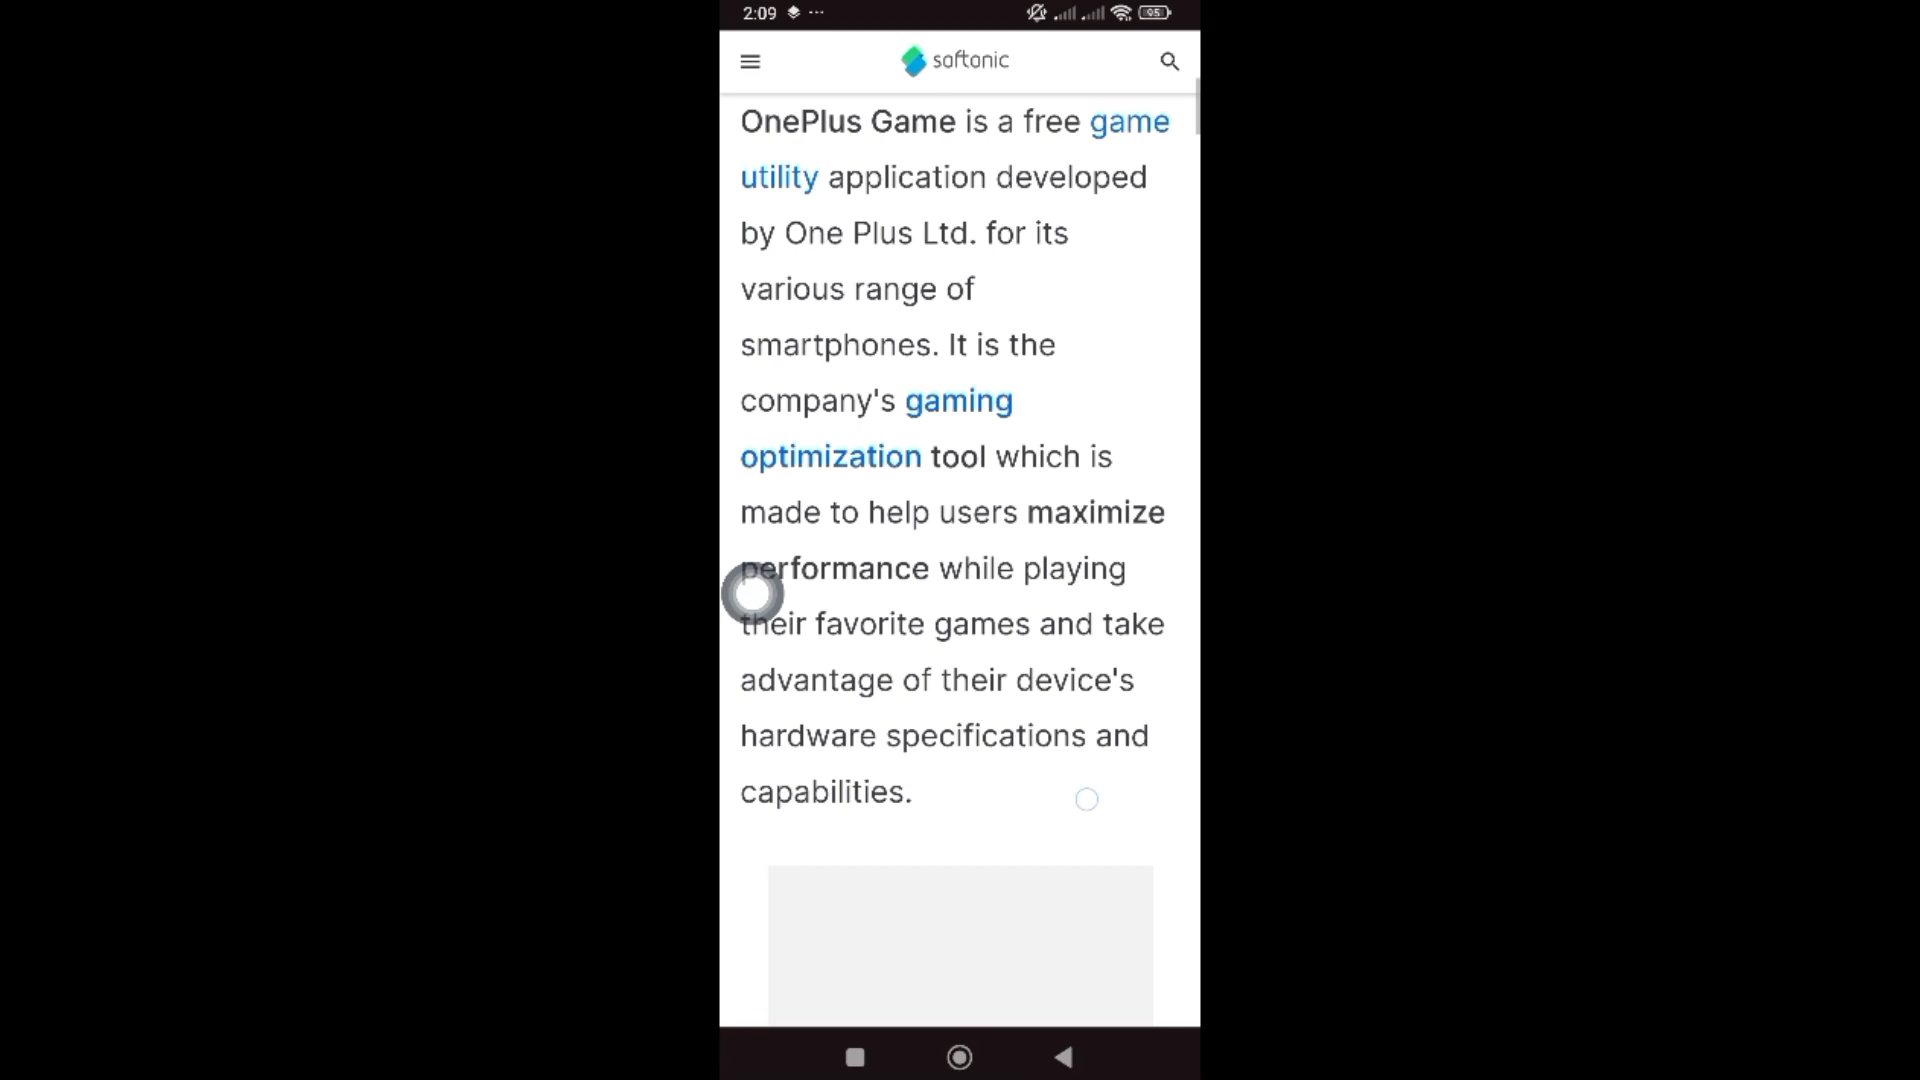 2:09 ...
95
softonic
OnePlus Game is a free game
utility application developed
by One Plus Ltd. for its
various range of
smartphones. It is the
company's gaming
optimization tool which is
made to help users maximize
performance while playing
their favorite games and take
advantage of their device's
hardware specifications and
capabilities.